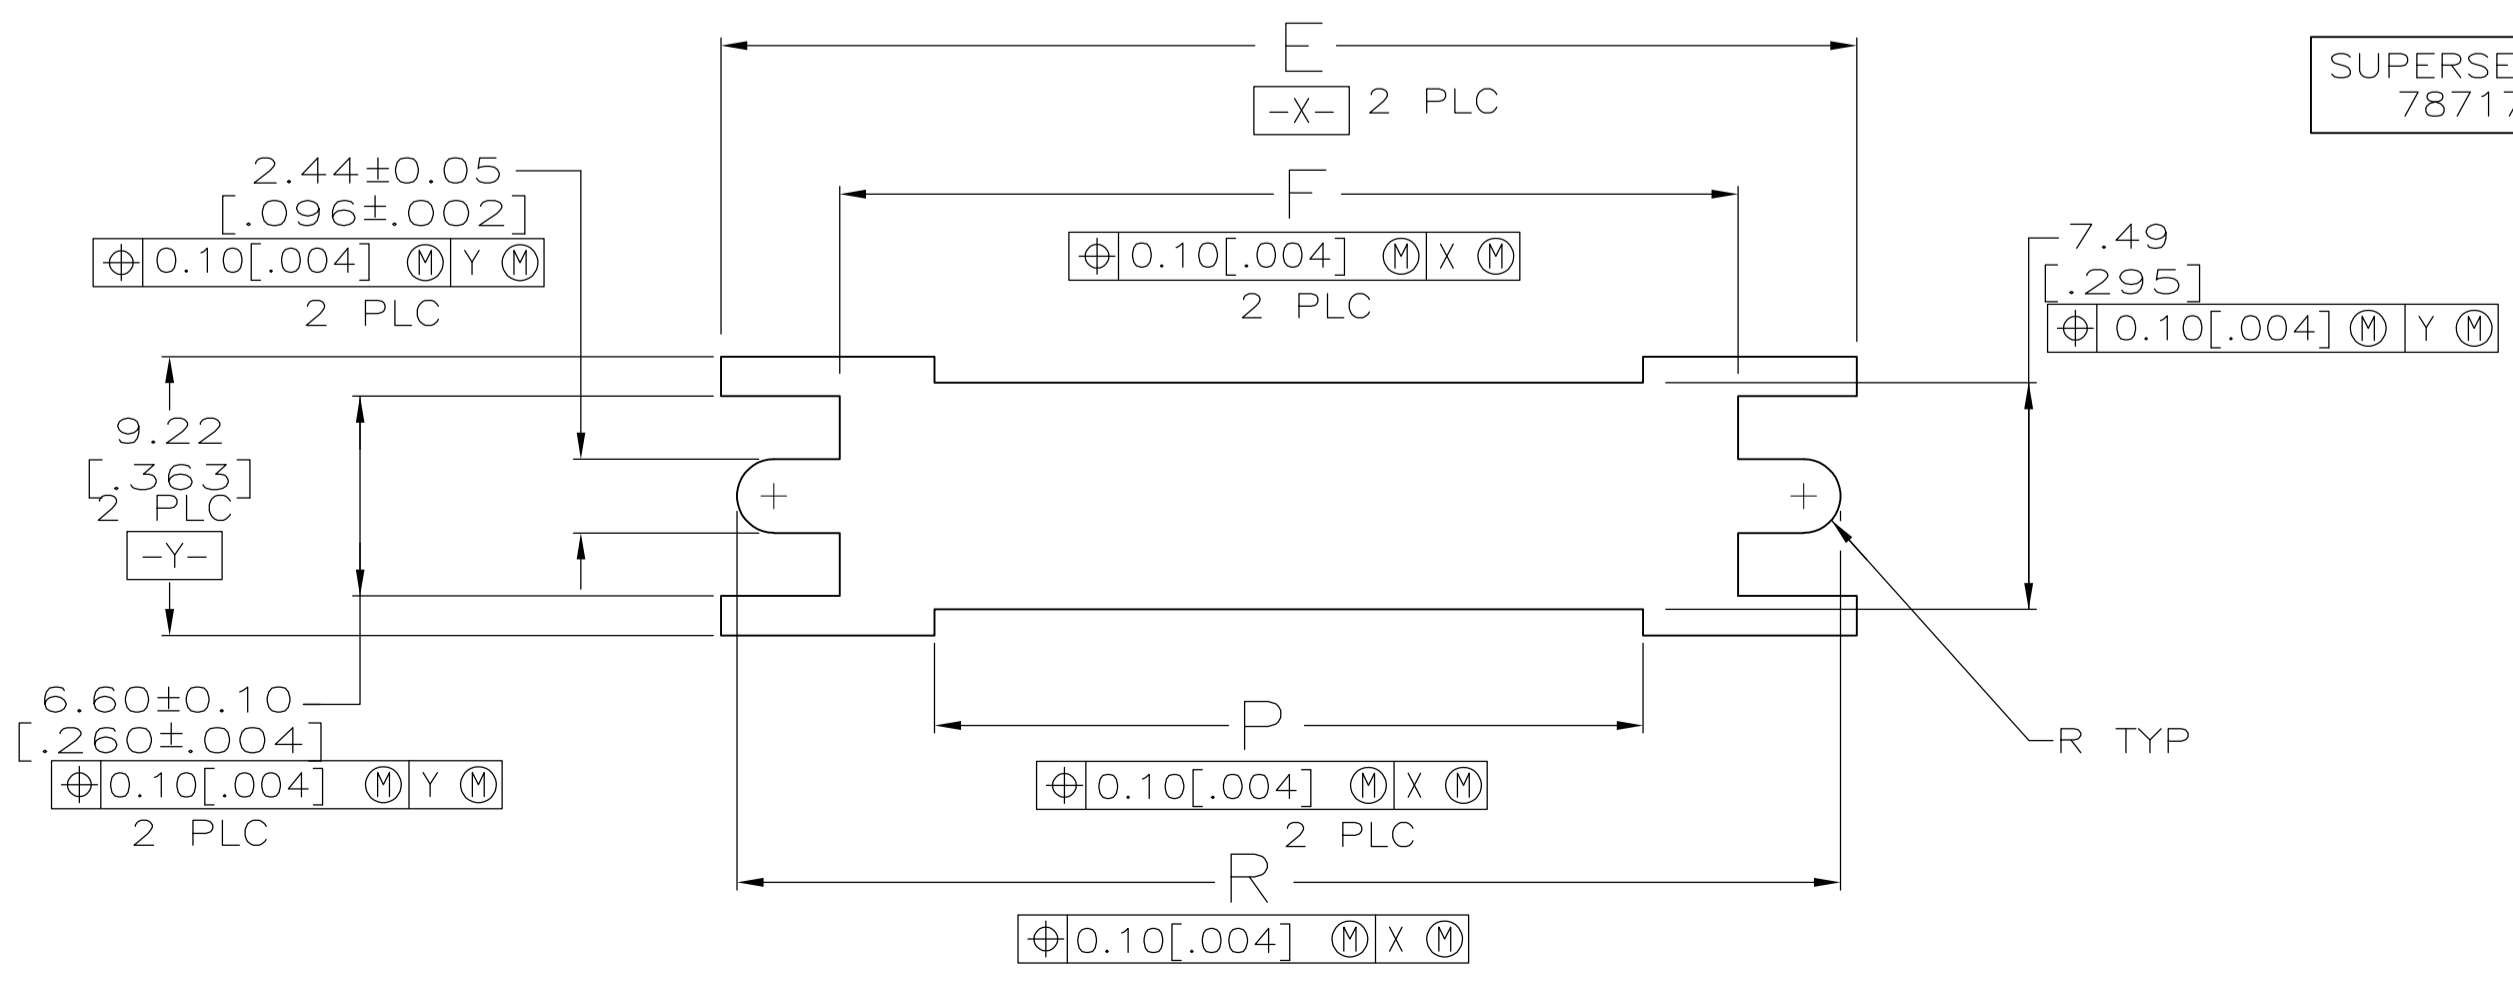 E
-X- 2 PLC
SUPERSE
7871
2.44±0.05
[.096±.002]
⌖ 0.10[.004] Ⓜ Y Ⓜ
2 PLC
F
⌖ 0.10[.004] Ⓜ X Ⓜ
2 PLC
7.49
[.295]
⌖ 0.10[.004] Ⓜ Y Ⓜ
9.22
[.363]
2 PLC
-Y-
6.60±0.10
[.260±.004]
⌖ 0.10[.004] Ⓜ Y Ⓜ
2 PLC
P
⌖ 0.10[.004] Ⓜ X Ⓜ
2 PLC
R TYP
R
⌖ 0.10[.004] Ⓜ X Ⓜ